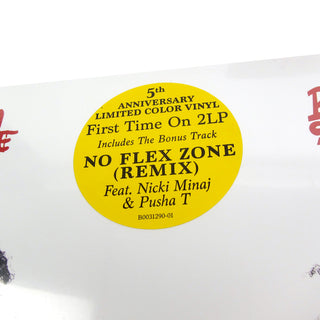 5th
ANNIVERSARY
LIMITED COLOR VINYL
First Time On 2LP
Includes The Bonus Track
NO FLEX ZONE
(REMIX)
Feat. Nicki Minaj
& Pusha T
B0031290-01